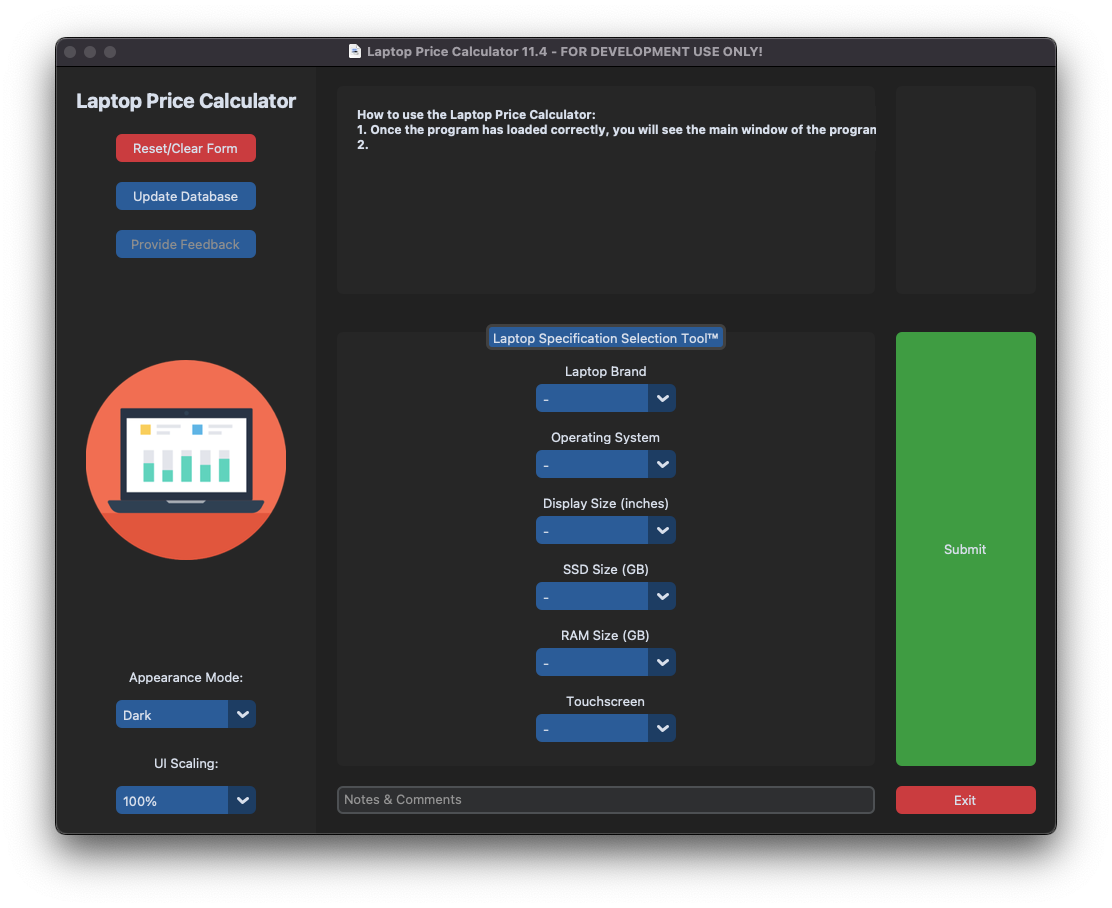 Laptop Price Calculator 11.4 - FOR DEVELOPMENT USE ONLY!
Laptop Price Calculator
Reset/Clear Form
Update Database
Provide Feedback
Appearance Mode:
Dark
UI Scaling:
100%
How to use the Laptop Price Calculator:
1. Once the program has loaded correctly, you will see the main window of the program
2.
Laptop Specification Selection Tool™
Laptop Brand
-
Operating System
-
Display Size (inches)
-
SSD Size (GB)
-
RAM Size (GB)
-
Touchscreen
-
Notes & Comments
Submit
Exit